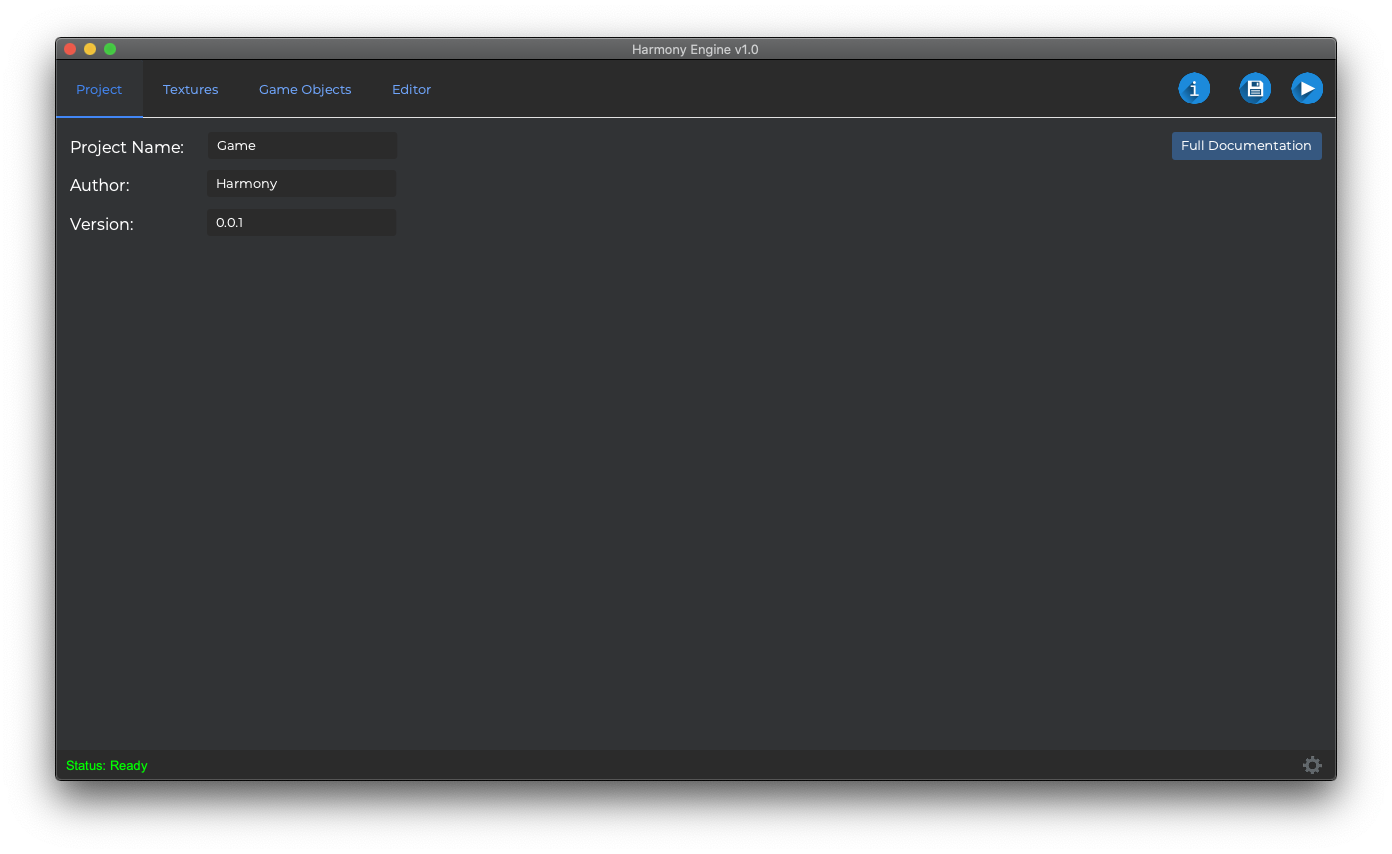 Harmony Engine v1.0
Project Textures Game Objects Editor i
Project Name: Game Full Documentation
Author: Harmony
Version: 0.0.1
Status: Ready